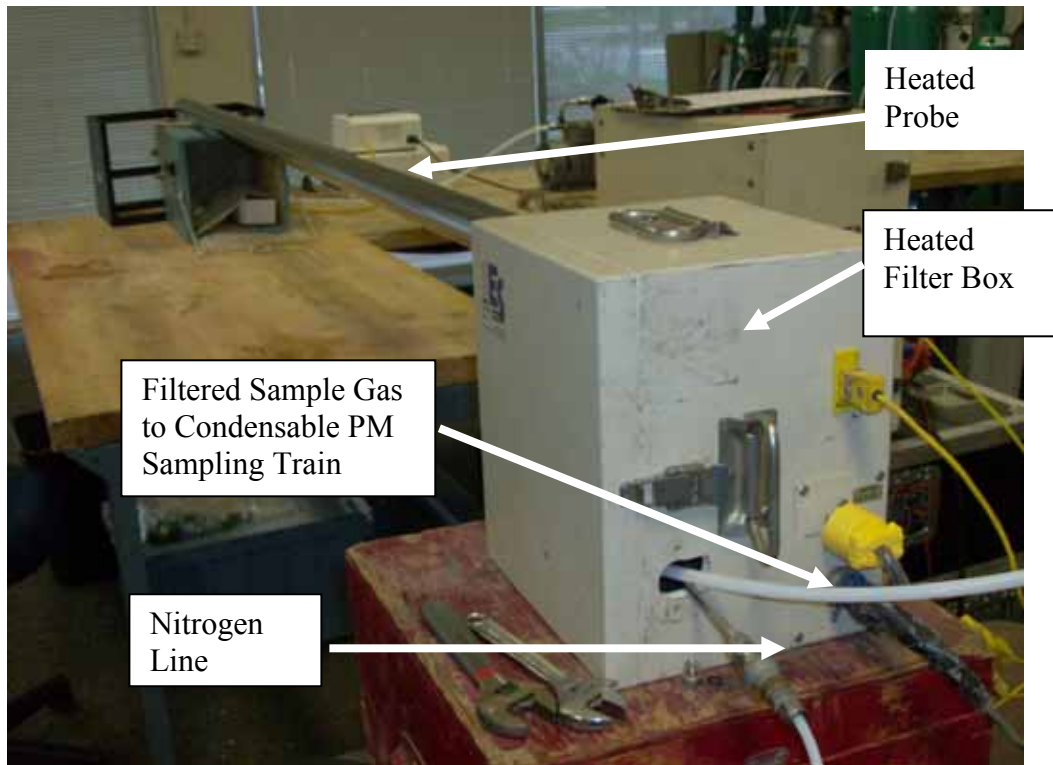 Heated
Probe
Heated
Filter Box
Filtered Sample Gas
to Condensable PM
Sampling Train
Nitrogen
Line